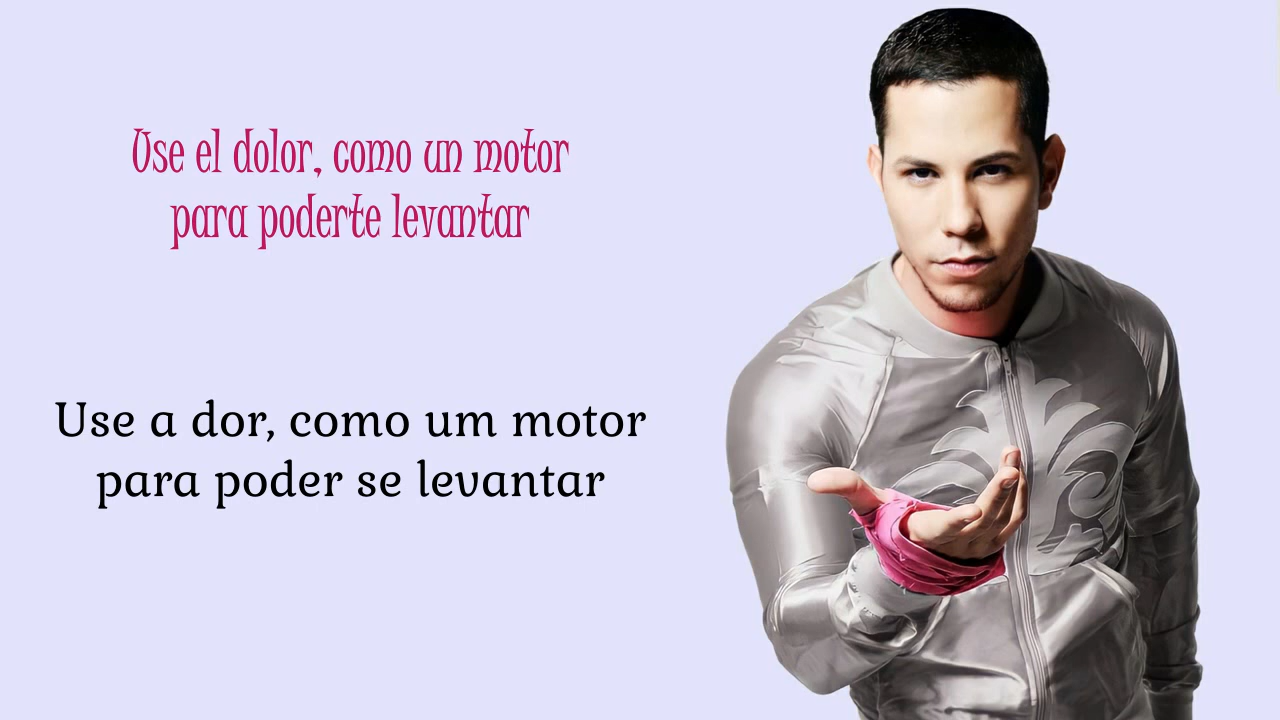 Use el dolor, como un motor
para poderte levantar
Use a dor, como um motor
para poder se levantar